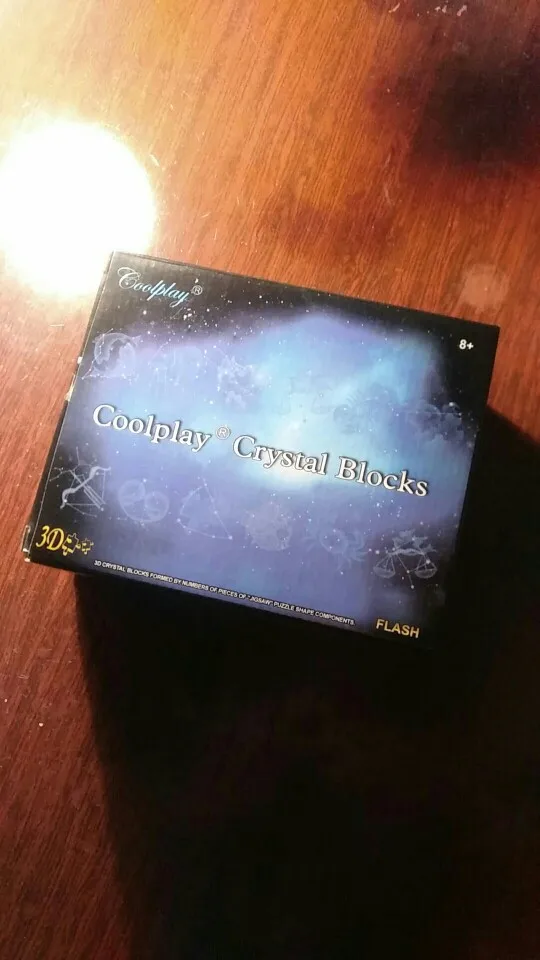 Coolplay®
8+
Coolplay® Crystal Blocks
3D
3D CRYSTAL BLOCKS FORMED BY NUMBERS OF PIECES OF "JIGSAW" PUZZLE SHAPE COMPONENTS.
FLASH